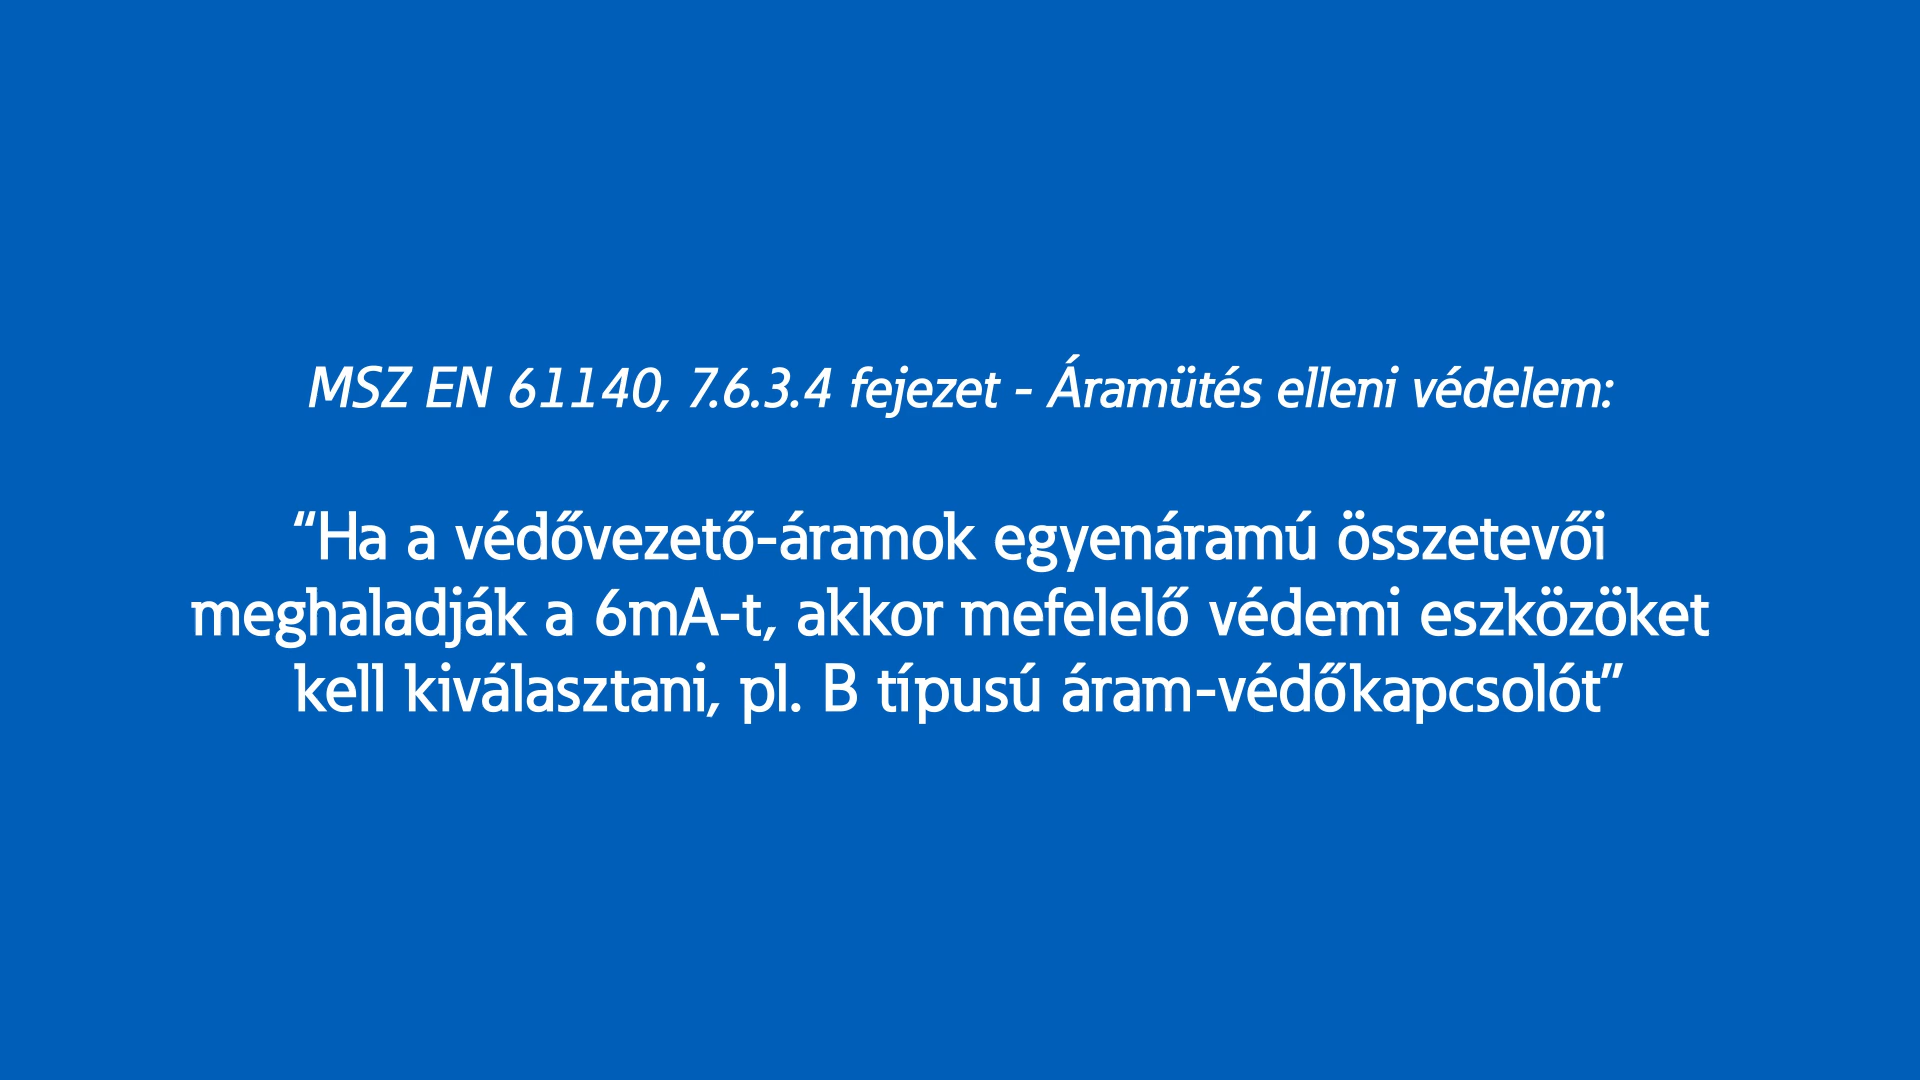 MSZ EN 61140, 7.6.3.4 fejezet - Áramütés elleni védelem:
“Ha a védővezető-áramok egyenáramú összetevői
meghaladják a 6mA-t, akkor mefelelő védemi eszközöket
kell kiválasztani, pl. B típusú áram-védőkapcsolót”